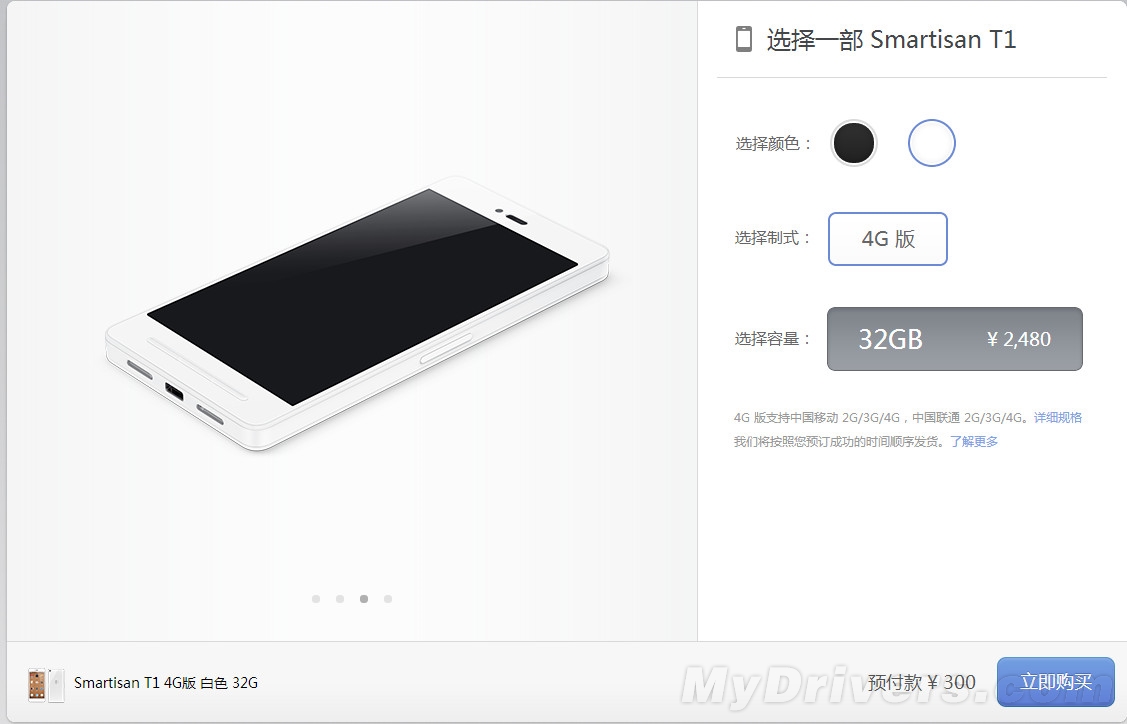 选择一部 Smartisan T1
选择颜色：
选择制式： 4G 版
选择容量： 32GB ¥ 2,480
4G 版支持中国移动 2G/3G/4G，中国联通 2G/3G/4G。详细规格
我们将按照您预订成功的时间顺序发货。了解更多
Smartisan T1 4G版 白色 32G
预付款 ¥ 300
立即购买
MyDrivers.com